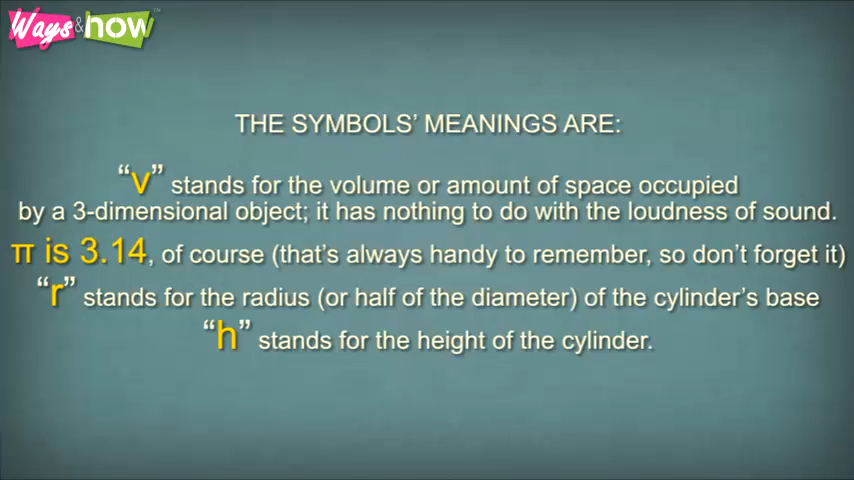 Ways & how™
THE SYMBOLS' MEANINGS ARE:
“v” stands for the volume or amount of space occupied
by a 3-dimensional object; it has nothing to do with the loudness of sound.
π is 3.14, of course (that's always handy to remember, so don't forget it)
“r” stands for the radius (or half of the diameter) of the cylinder's base
“h” stands for the height of the cylinder.